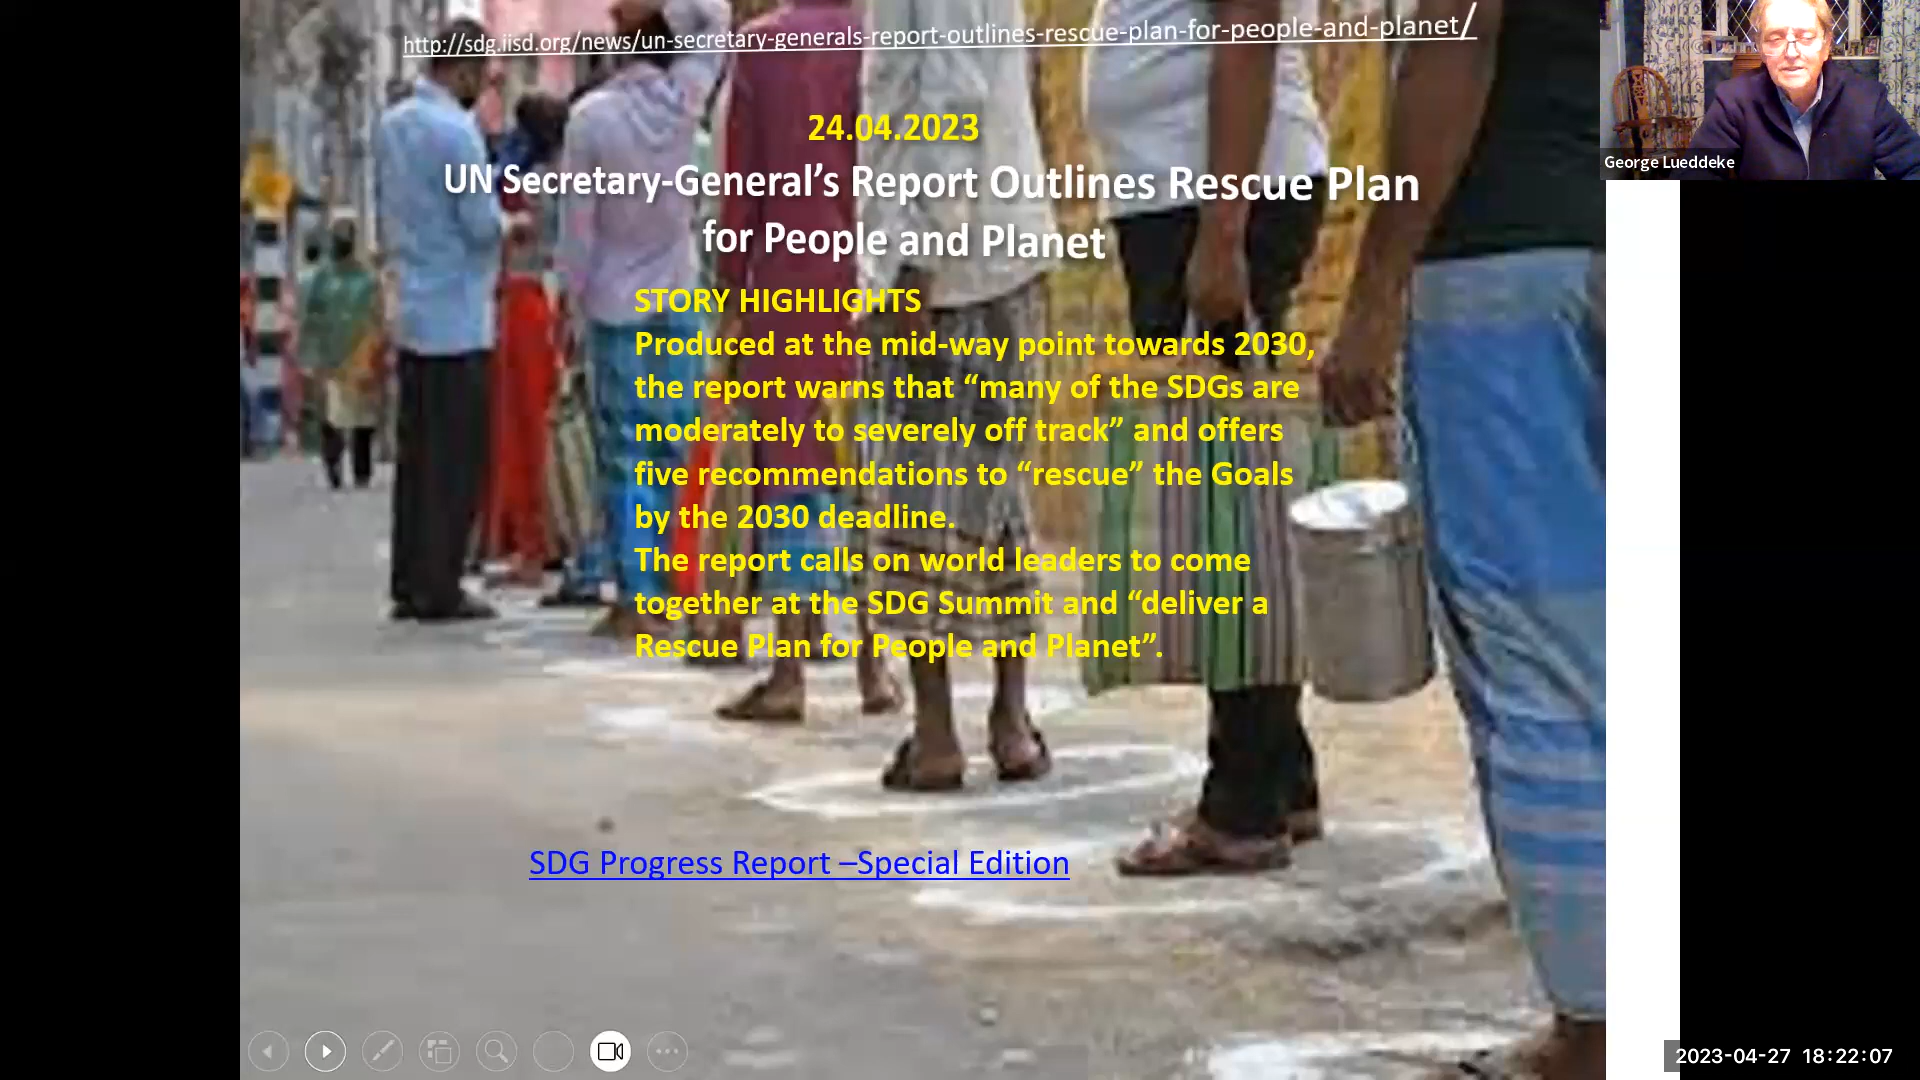 http://sdg.iisd.org/news/un-secretary-generals-report-outlines-rescue-plan-for-people-and-planet/
24.04.2023
UN Secretary-General’s Report Outlines Rescue Plan
for People and Planet
STORY HIGHLIGHTS
Produced at the mid-way point towards 2030,
the report warns that “many of the SDGs are
moderately to severely off track” and offers
five recommendations to “rescue” the Goals
by the 2030 deadline.
The report calls on world leaders to come
together at the SDG Summit and “deliver a
Rescue Plan for People and Planet”.
SDG Progress Report –Special Edition
George Lueddeke
2023-04-27 18:22:07